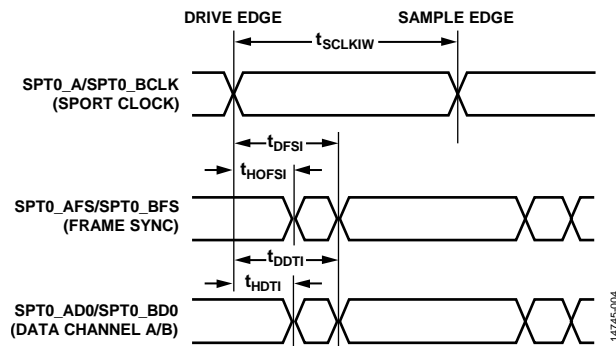 DRIVE EDGE
SAMPLE EDGE
tSCLKIW
SPT0_A/SPT0_BCLK
(SPORT CLOCK)
tDFSI
tHOFSI
SPT0_AFS/SPT0_BFS
(FRAME SYNC)
tDDTI
tHDTI
SPT0_AD0/SPT0_BD0
(DATA CHANNEL A/B)
14745-004